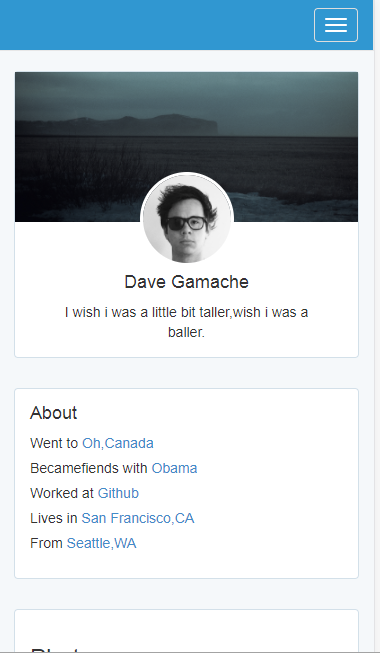 Dave Gamache
I wish i was a little bit taller,wish i was a
baller.
About
Went to Oh,Canada
Becamefiends with Obama
Worked at Github
Lives in San Francisco,CA
From Seattle,WA